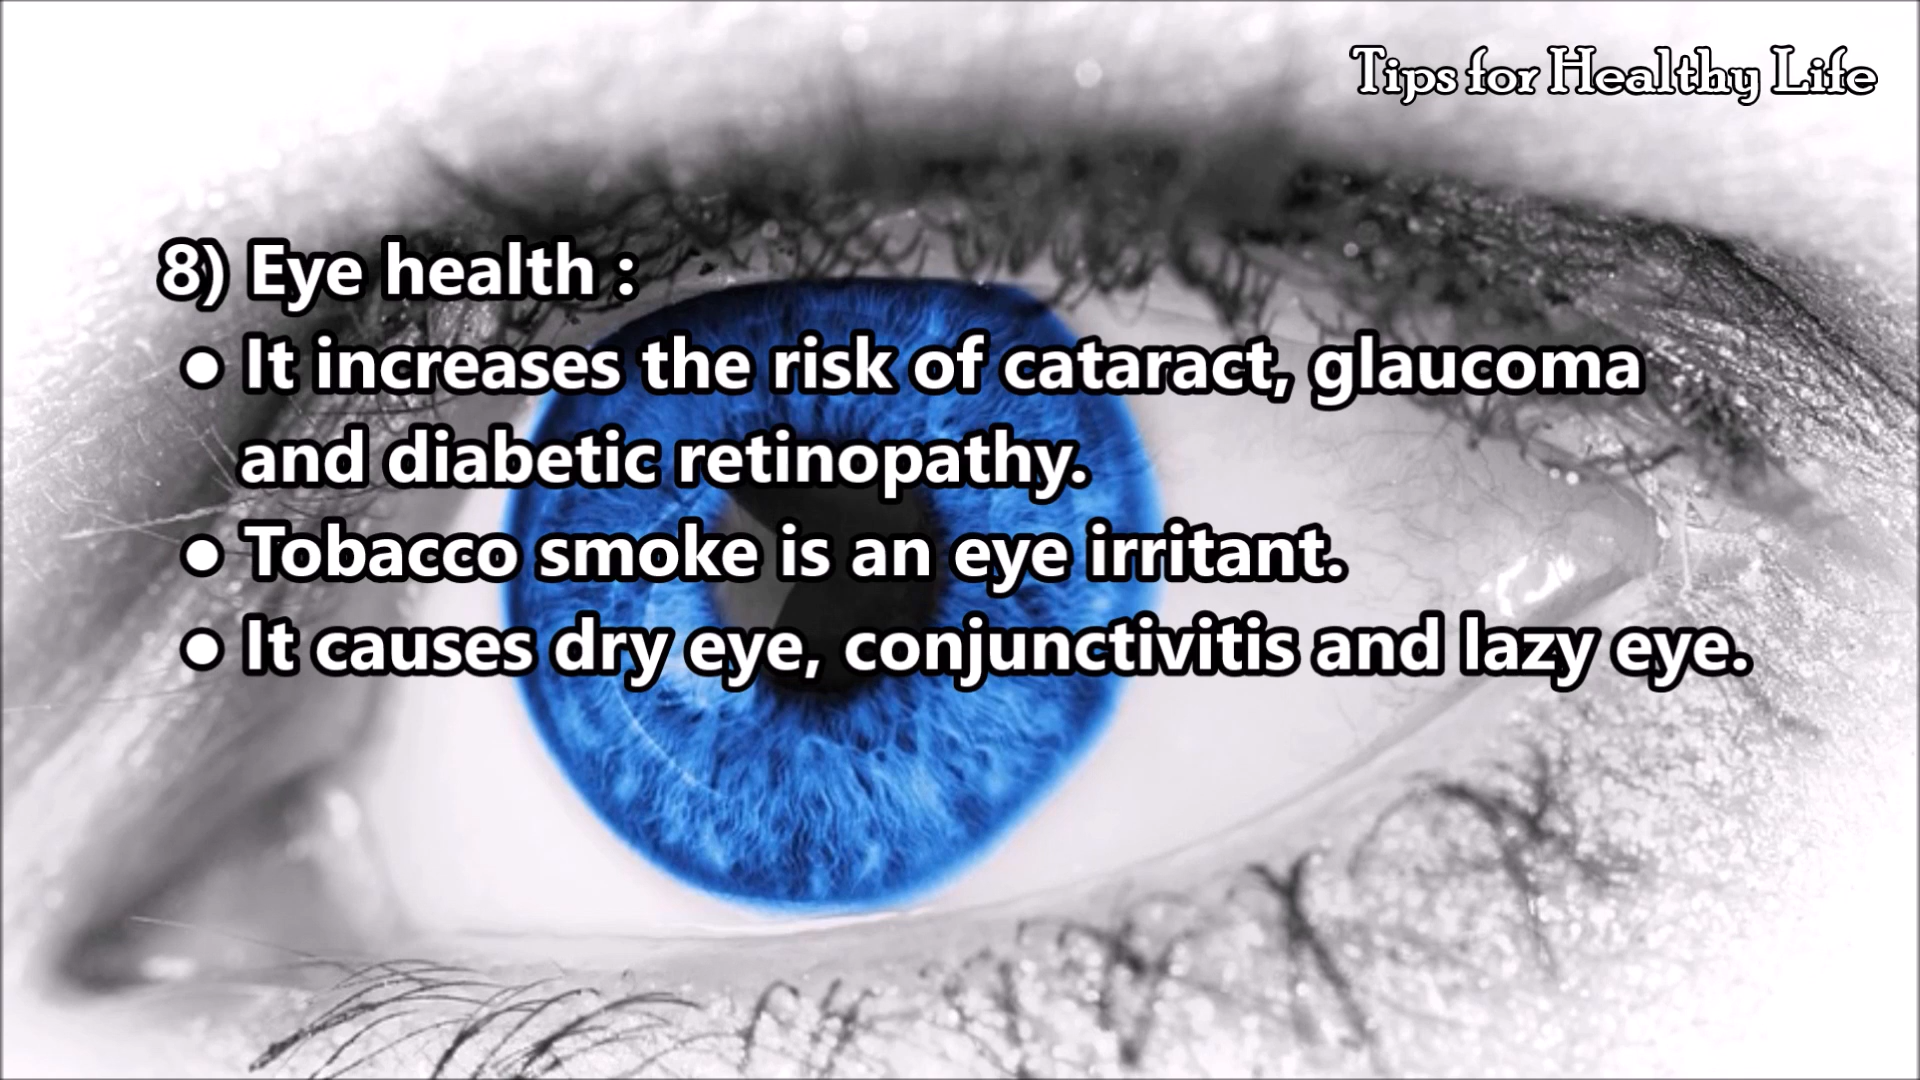 Tips for Healthy Life
8) Eye health :
● It increases the risk of cataract, glaucoma
and diabetic retinopathy.
● Tobacco smoke is an eye irritant.
● It causes dry eye, conjunctivitis and lazy eye.